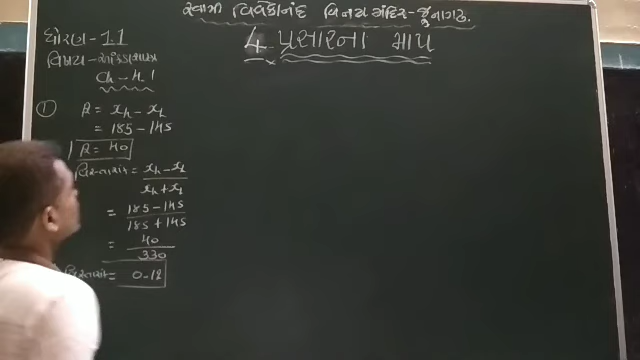 સ્વામી વિવેકાનંદ વિનય મંદિર - જૂનાગઢ.
ધોરણ - 11
4 પ્રસારના માપ
વિષય - આંકડાશાસ્ત્ર
Ch - 4.1
① R = x_H - x_L
= 185 - 145
R = 40
વિસ્તારાંક = x_H - x_L / x_H + x_L
= 185 - 145 / 185 + 145
= 40 / 330
= 0.12